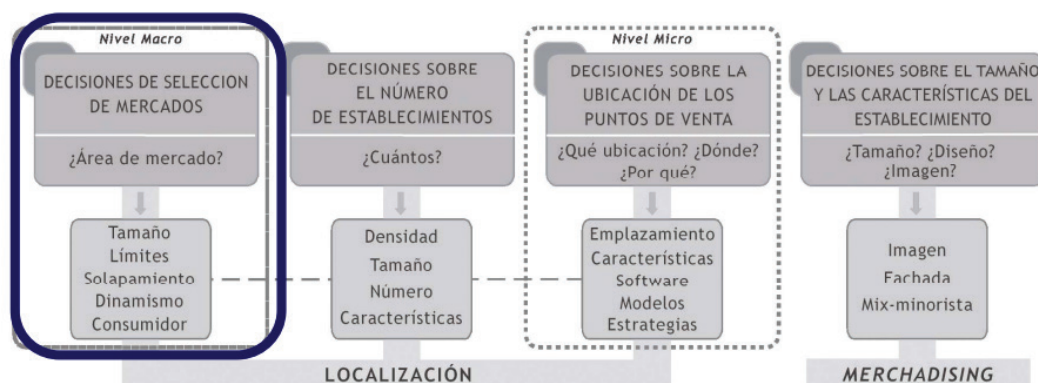 Nivel Macro
DECISIONES DE SELECCION
DE MERCADOS
¿Área de mercado?
Tamaño
Límites
Solapamiento
Dinamismo
Consumidor
DECISIONES SOBRE
EL NÚMERO
DE ESTABLECIMIENTOS
¿Cuántos?
Densidad
Tamaño
Número
Características
Nivel Micro
DECISIONES SOBRE LA
UBICACIÓN DE LOS
PUNTOS DE VENTA
¿Qué ubicación? ¿Dónde?
¿Por qué?
Emplazamiento
Características
Software
Modelos
Estrategias
LOCALIZACIÓN
DECISIONES SOBRE EL TAMAÑO
Y LAS CARACTERÍSTICAS DEL
ESTABLECIMIENTO
¿Tamaño? ¿Diseño?
¿Imagen?
Imagen
Fachada
Mix-minorista
MERCHADISING